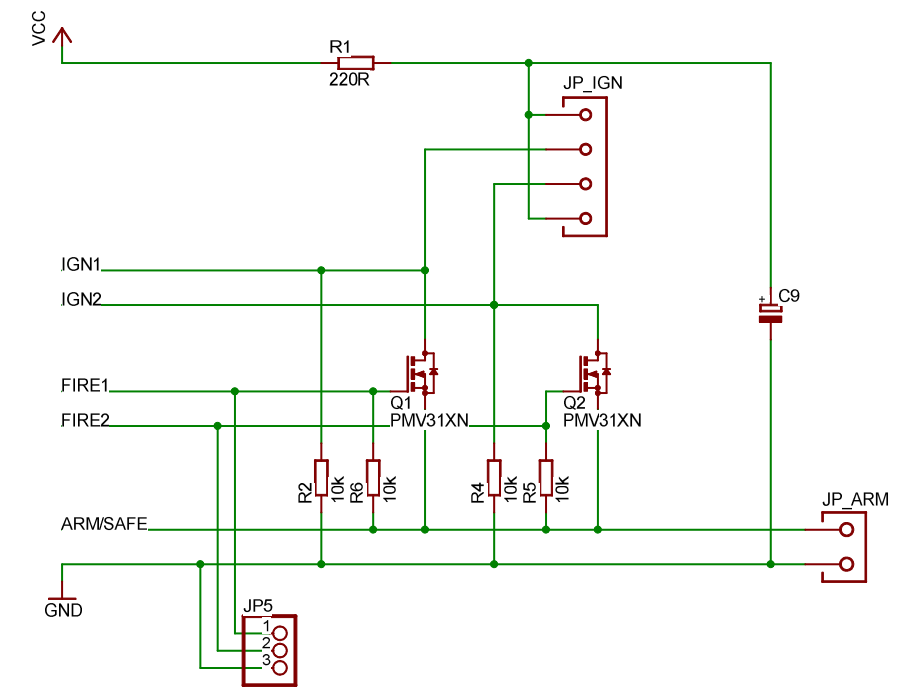 VCC
R1
220R
JP_IGN
IGN1
IGN2
+
C9
FIRE1
FIRE2
Q1
PMV31XN
Q2
PMV31XN
R2
10k
R6
10k
R4
10k
R5
10k
ARM/SAFE
JP_ARM
GND
JP5
1
2
3